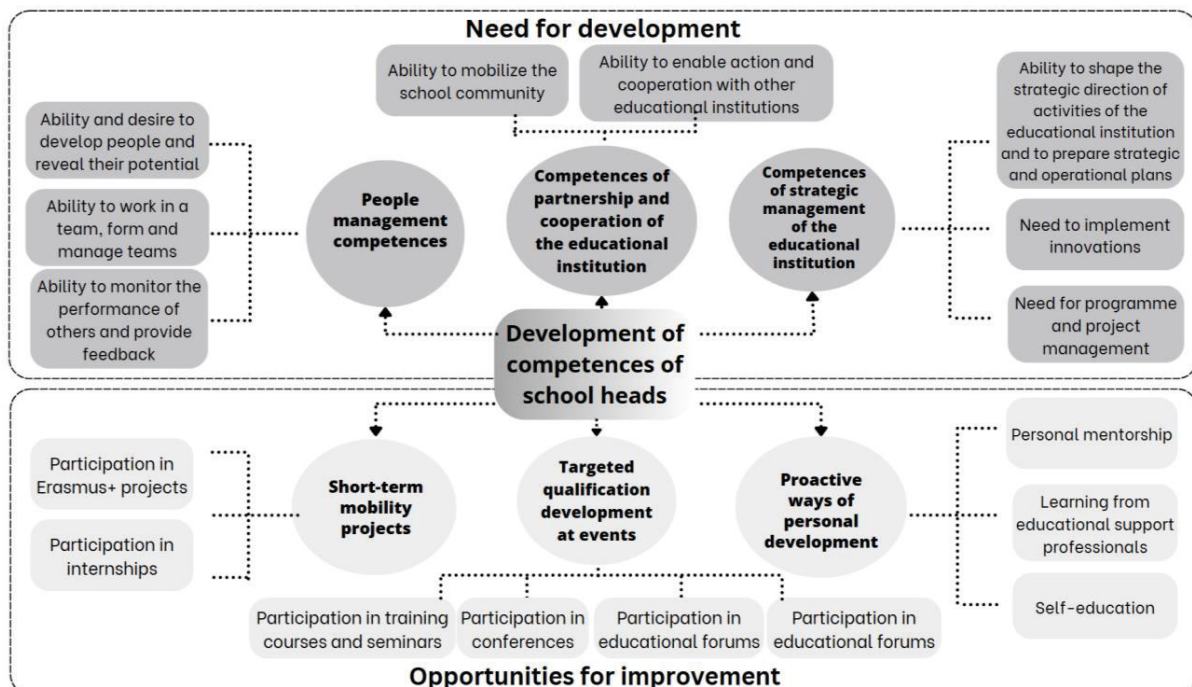 Need for development
Ability to mobilize the
school community
Ability to enable action and
cooperation with other
educational institutions
Ability and desire to
develop people and
reveal their potential
Ability to work in a
team, form and
manage teams
Ability to monitor the
performance of
others and provide
feedback
People
management
competences
Competences of
partnership and
cooperation of
the educational
institution
Competences
of strategic
management
of the
educational
institution
Ability to shape the
strategic direction of
activities of the
educational institution
and to prepare strategic
and operational plans
Need to implement
innovations
Need for programme
and project
management
Development of
competences of
school heads
Participation in
Erasmus+ projects
Participation in
internships
Short-term
mobility
projects
Targeted
qualification
development
at events
Proactive
ways of
personal
development
Personal mentorship
Learning from
educational support
professionals
Self-education
Participation in training
courses and seminars
Participation in
conferences
Participation in
educational forums
Participation in
educational forums
Opportunities for improvement